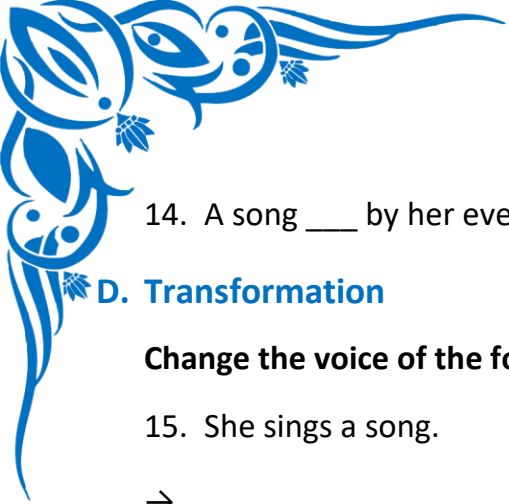 14. A song ___ by her eve
D. Transformation
Change the voice of the fo
15. She sings a song.
→